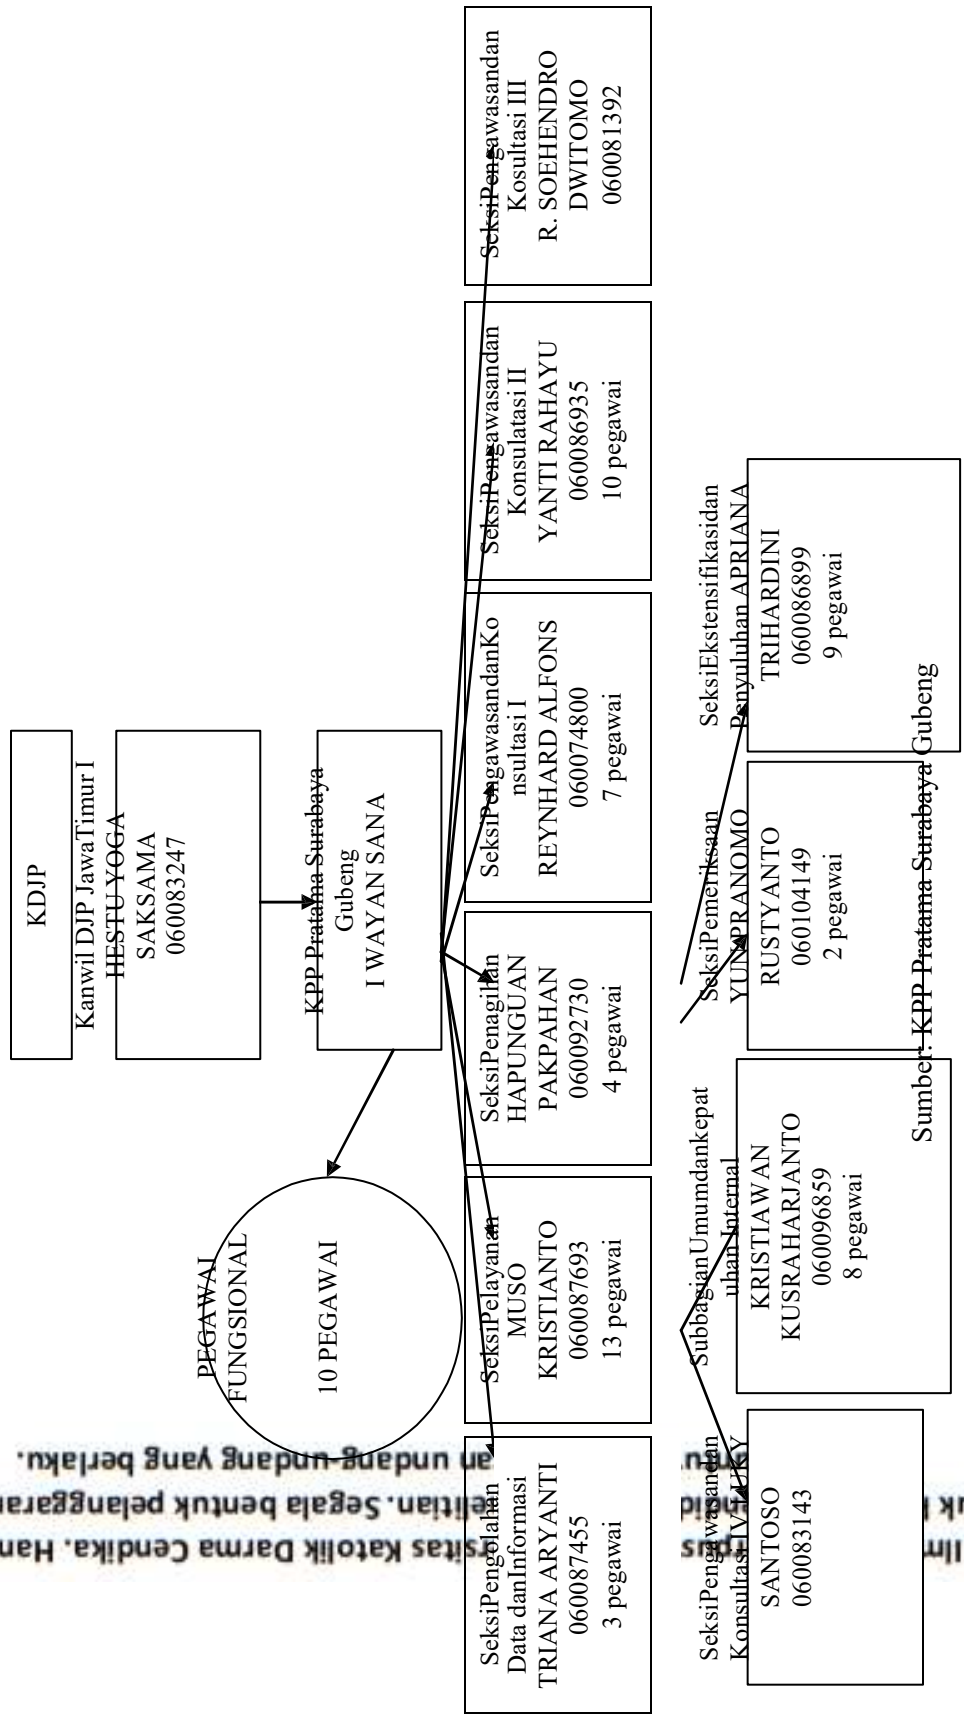 KDJP
Kanwil DJP JawaTimur I
HESTU YOGA
SAKSAMA
060083247
PEGAWAI
FUNGSIONAL
10 PEGAWAI
KPP Pratama Surabaya
Gubeng
I WAYAN SANA
SeksiPengolahan
Data danInformasi
TRIANA ARYANTI
060087455
3 pegawai
SeksiPelayanan
MUSO
KRISTIANTO
060087693
13 pegawai
SeksiPenagihan
HAPUNGUAN
PAKPAHAN
060092730
4 pegawai
SeksiPengawasandanKo
nsultasi I
REYNHARD ALFONS
060074800
7 pegawai
SeksiPengawasandan
Konsulatasi II
YANTI RAHAYU
060086935
10 pegawai
SeksiPengawasandan
Kosultasi III
R. SOEHENDRO
DWITOMO
060081392
SeksiPengawasandan
Konsultasi IV LUKY
SANTOSO
060083143
SubbagianUmumdankepat
uhan Internal
KRISTIAWAN
KUSRAHARJANTO
060096859
8 pegawai
SeksiPemeriksaan
YUNI PRANOMO
RUSTYANTO
060104149
2 pegawai
SeksiEkstensifikasidan
Penyuluhan APRIANA
TRIHARDINI
060086899
9 pegawai
Sumber: KPP Pratama Surabaya Gubeng
Katolik Darma Cendika.
Segala bentuk
undang-undang yang berlaku.